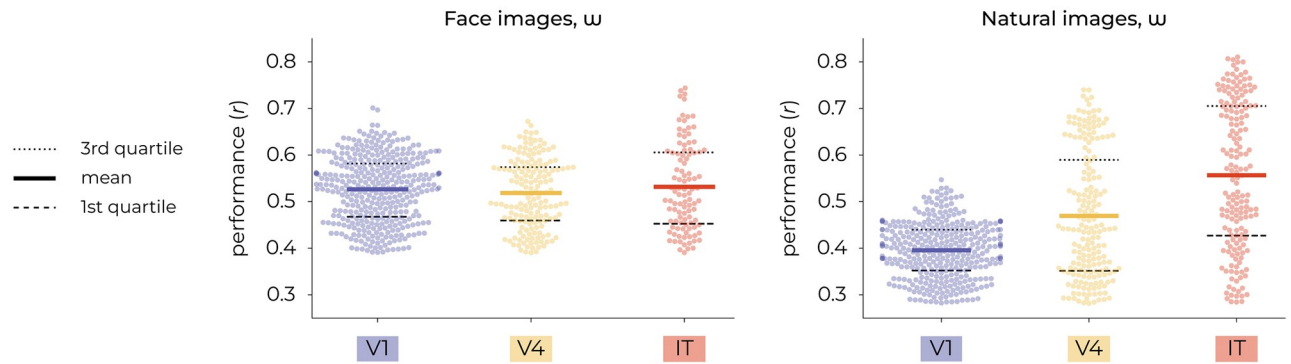 3rd quartile
mean
1st quartile
Face images, ɯ
performance (r)
0.8
0.7
0.6
0.5
0.4
0.3
V1
V4
IT
Natural images, ɯ
performance (r)
0.8
0.7
0.6
0.5
0.4
0.3
V1
V4
IT